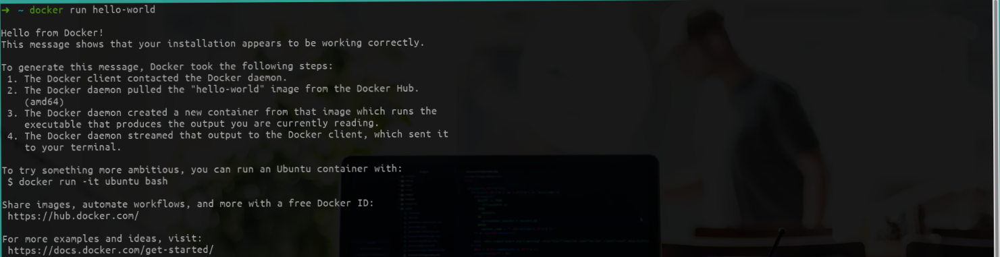 ➜ ~ docker run hello-world
Hello from Docker!
This message shows that your installation appears to be working correctly.
To generate this message, Docker took the following steps:
1. The Docker client contacted the Docker daemon.
2. The Docker daemon pulled the "hello-world" image from the Docker Hub.
(amd64)
3. The Docker daemon created a new container from that image which runs the
executable that produces the output you are currently reading.
4. The Docker daemon streamed that output to the Docker client, which sent it
to your terminal.
To try something more ambitious, you can run an Ubuntu container with:
$ docker run -it ubuntu bash
Share images, automate workflows, and more with a free Docker ID:
https://hub.docker.com/
For more examples and ideas, visit:
https://docs.docker.com/get-started/